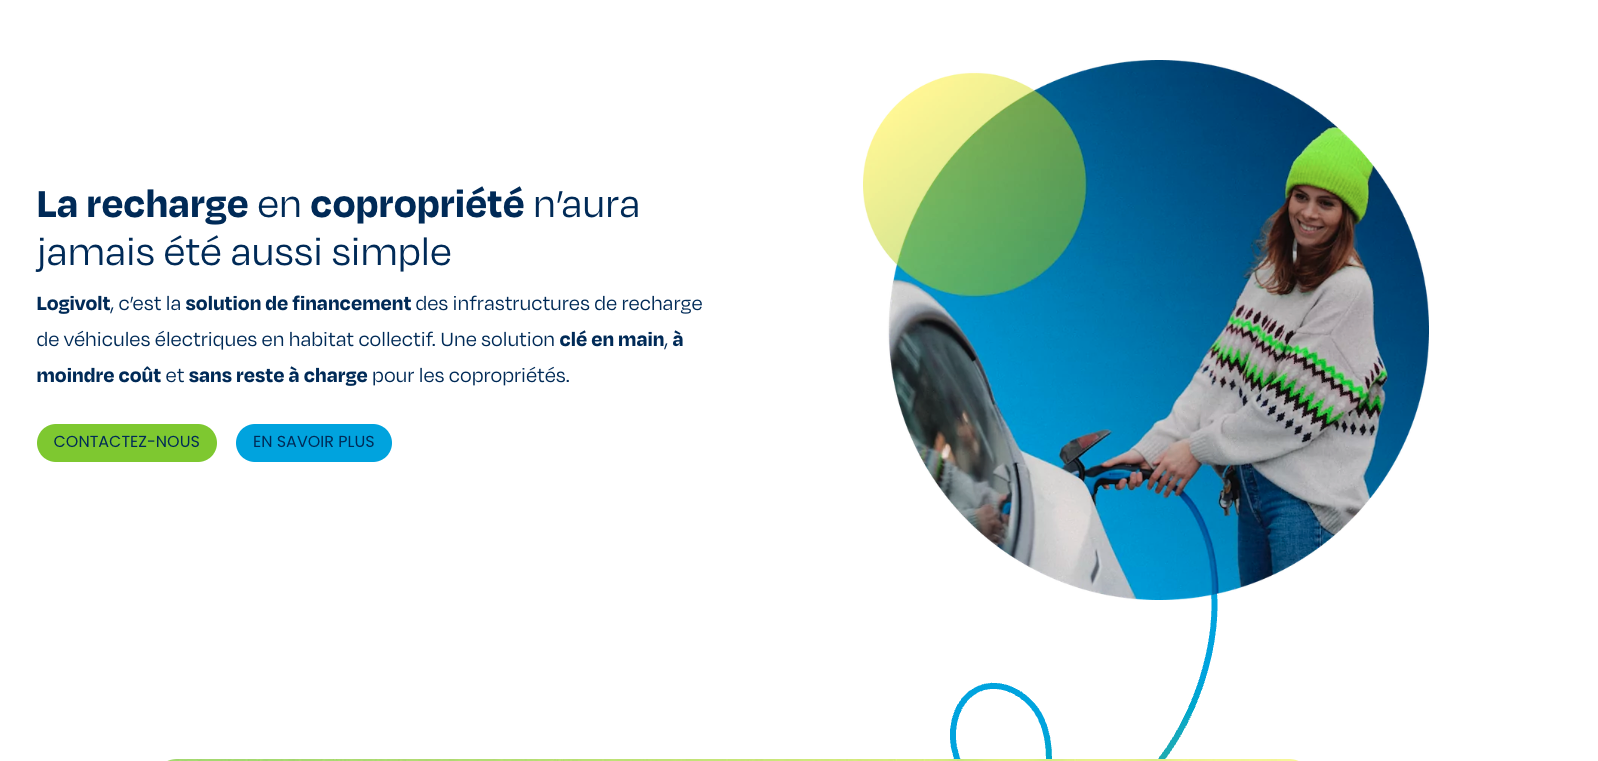 La recharge en copropriété n’aura
jamais été aussi simple
Logivolt, c’est la solution de financement des infrastructures de recharge
de véhicules électriques en habitat collectif. Une solution clé en main, à
moindre coût et sans reste à charge pour les copropriétés.
CONTACTEZ-NOUS EN SAVOIR PLUS